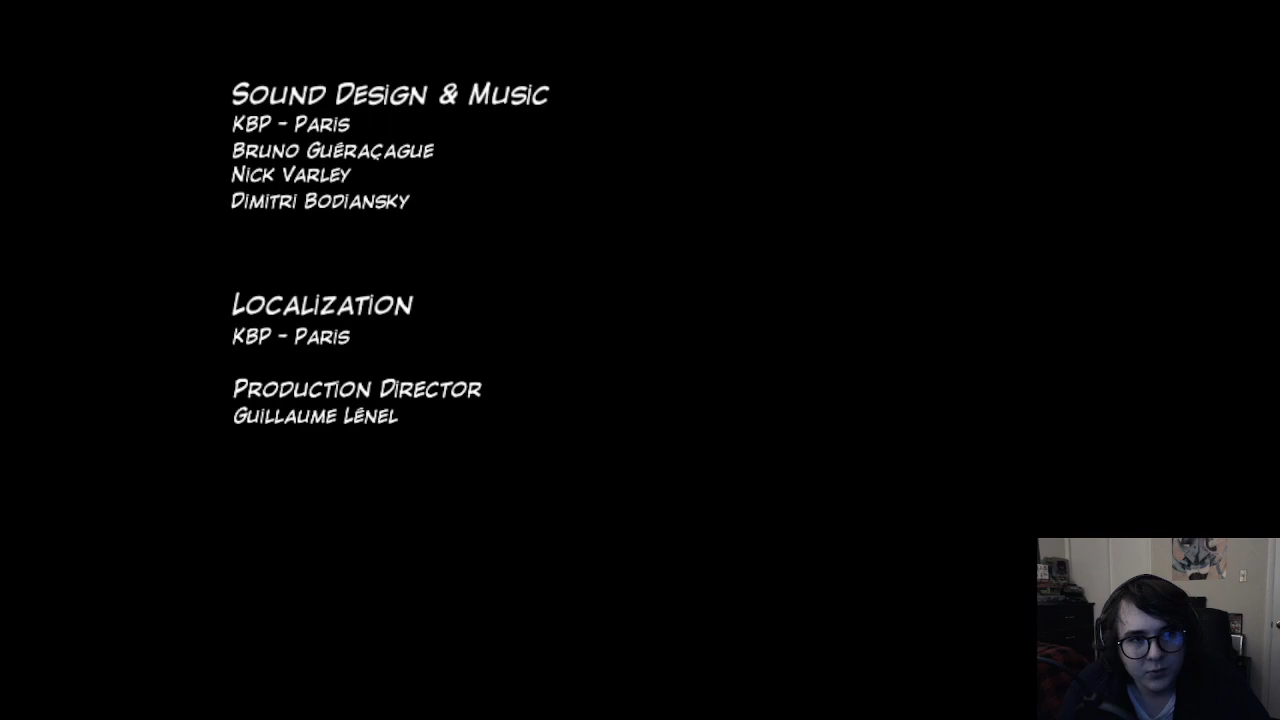 Sound Design & Music
KBP - Paris
Bruno Guéraçague
Nick Varley
Dimitri Bodiansky
Localization
KBP - Paris
Production Director
Guillaume Lénel